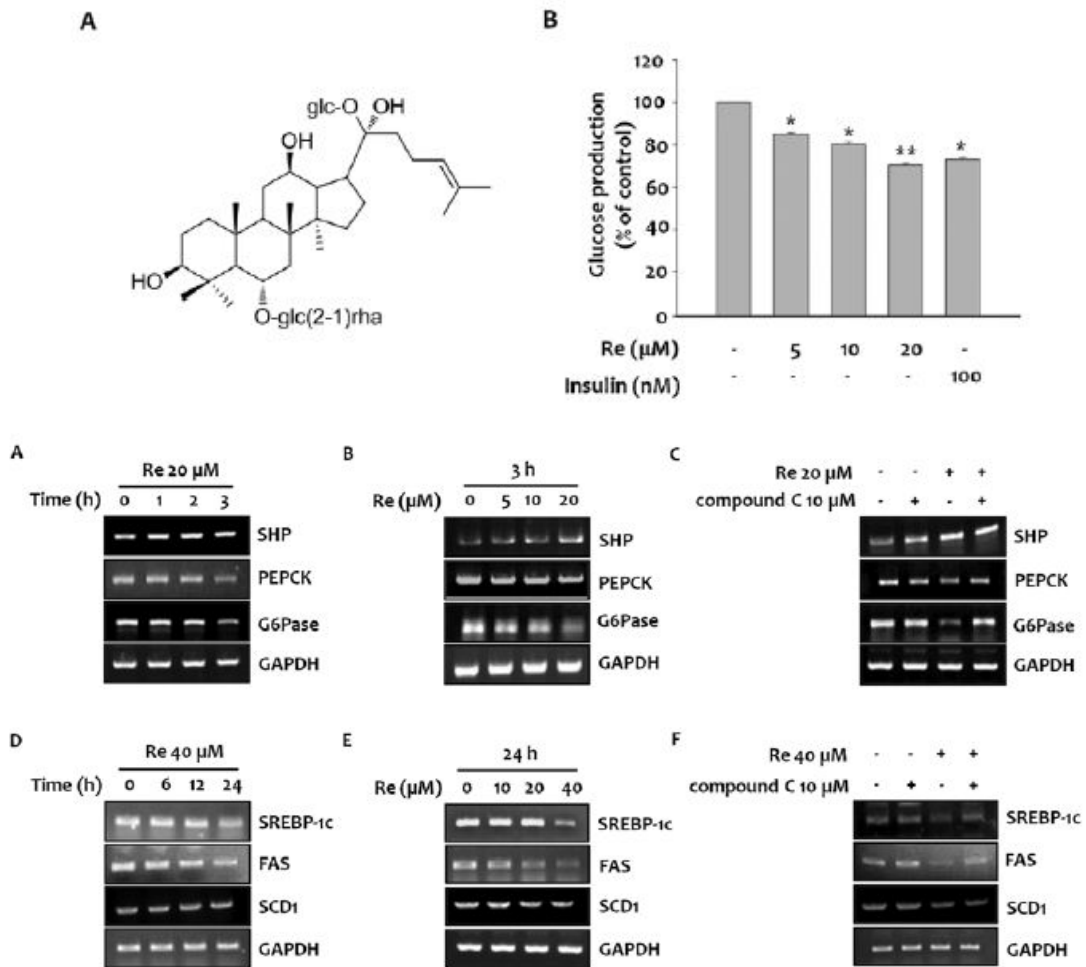 A
glc-O OH
OH
HO
O-glc(2-1)rha
B
Glucose production
(% of control)
120
100
80
60
40
20
0
* * ** *
Re (μM) - 5 10 20 -
Insulin (nM) - - - - 100
A
Re 20 μM
Time (h) 0 1 2 3
SHP
PEPCK
G6Pase
GAPDH
B
3 h
Re (μM) 0 5 10 20
SHP
PEPCK
G6Pase
GAPDH
C
Re 20 μM - - + +
compound C 10 μM - + - +
SHP
PEPCK
G6Pase
GAPDH
D
Re 40 μM
Time (h) 0 6 12 24
SREBP-1c
FAS
SCD1
GAPDH
E
24 h
Re (μM) 0 10 20 40
SREBP-1c
FAS
SCD1
GAPDH
F
Re 40 μM - - + +
compound C 10 μM - + - +
SREBP-1c
FAS
SCD1
GAPDH